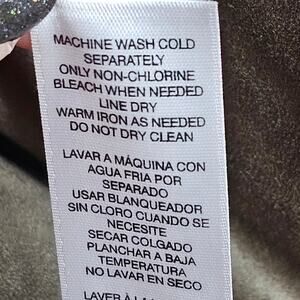 MACHINE WASH COLD
SEPARATELY
ONLY NON-CHLORINE
BLEACH WHEN NEEDED
LINE DRY
WARM IRON AS NEEDED
DO NOT DRY CLEAN
LAVAR A MÁQUINA CON
AGUA FRIA POR
SEPARADO
USAR BLANQUEADOR
SIN CLORO CUANDO SE
NECESITE
SECAR COLGADO
PLANCHAR A BAJA
TEMPERATURA
NO LAVAR EN SECO
LAVER À